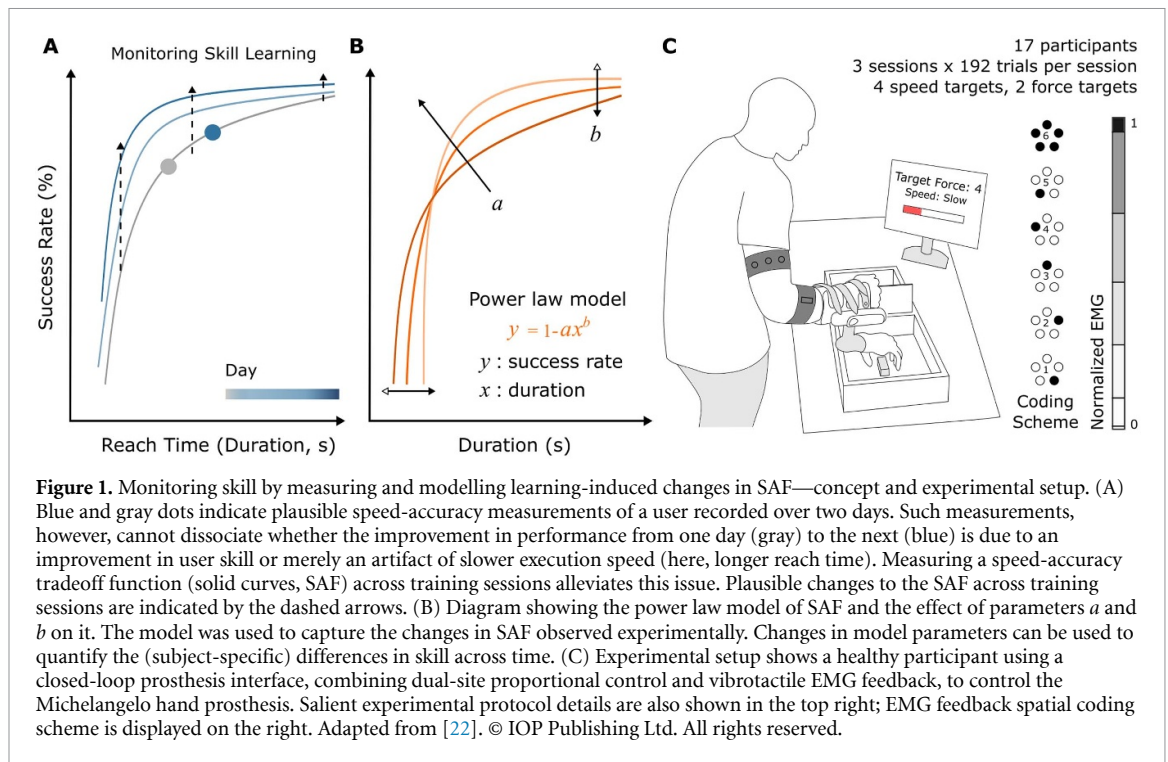 A
Monitoring Skill Learning
Success Rate (%)
Day
Reach Time (Duration, s)
B
a
b
Power law model
y = 1-ax^b
y : success rate
x : duration
Duration (s)
C
17 participants
3 sessions x 192 trials per session
4 speed targets, 2 force targets
Target Force: 4
Speed: Slow
6
5
4
3
2
1
Coding
Scheme
Normalized EMG
1
0
Figure 1. Monitoring skill by measuring and modelling learning-induced changes in SAF—concept and experimental setup. (A)
Blue and gray dots indicate plausible speed-accuracy measurements of a user recorded over two days. Such measurements,
however, cannot dissociate whether the improvement in performance from one day (gray) to the next (blue) is due to an
improvement in user skill or merely an artifact of slower execution speed (here, longer reach time). Measuring a speed-accuracy
tradeoff function (solid curves, SAF) across training sessions alleviates this issue. Plausible changes to the SAF across training
sessions are indicated by the dashed arrows. (B) Diagram showing the power law model of SAF and the effect of parameters a and
b on it. The model was used to capture the changes in SAF observed experimentally. Changes in model parameters can be used to
quantify the (subject-specific) differences in skill across time. (C) Experimental setup shows a healthy participant using a
closed-loop prosthesis interface, combining dual-site proportional control and vibrotactile EMG feedback, to control the
Michelangelo hand prosthesis. Salient experimental protocol details are also shown in the top right; EMG feedback spatial coding
scheme is displayed on the right. Adapted from [22]. © IOP Publishing Ltd. All rights reserved.